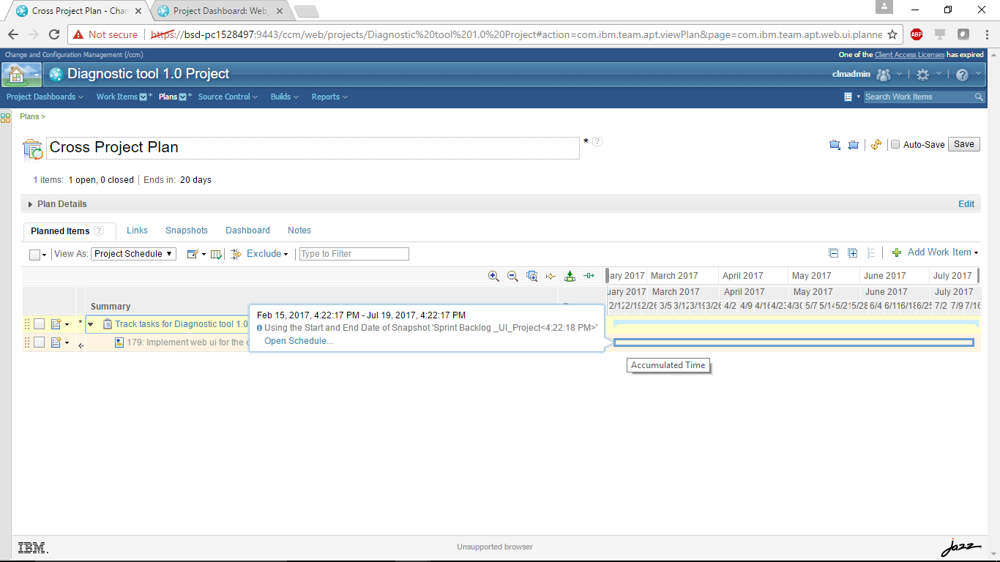 Cross Project Plan - Chan
Project Dashboard: Web_
Not secure
https://bsd-pc1528497:9443/ccm/web/projects/Diagnostic%20tool%201.0%20Project#action=com.ibm.team.apt.viewPlan&page=com.ibm.team.apt.web.ui.planne
ABP
Change and Configuration Management (/ccm)
One of the Client Access Licenses has expired
Diagnostic tool 1.0 Project
clmadmin
Project Dashboards
Work Items *
Plans *
Source Control
Builds
Reports
Search Work Items
Plans >
Cross Project Plan
* ?
Auto-Save
Save
1 items: 1 open, 0 closed | Ends in: 20 days
Plan Details
Edit
Planned Items ?
Links
Snapshots
Dashboard
Notes
View As: Project Schedule
Exclude
Type to Filter
Add Work Item
ary 2017 March 2017 April 2017 May 2017 June 2017 July 2017
uary 2017 March 2017 April 2017 May 2017 June 2017 July 2017
Summary
2/12 2/19 2/26 3/5 3/12 3/19 3/26 4/2 4/9 4/16 4/23 4/30 5/7 5/14 5/21 5/28 6/4 6/11 6/18 6/25 7/2 7/9 7/16
* Track tasks for Diagnostic tool 1.0
179: Implement web ui for the
Feb 15, 2017, 4:22:17 PM - Jul 19, 2017, 4:22:17 PM
Using the Start and End Date of Snapshot 'Sprint Backlog _UI_Project<4:22:18 PM>'
Open Schedule...
Accumulated Time
IBM.
Unsupported browser
jazz